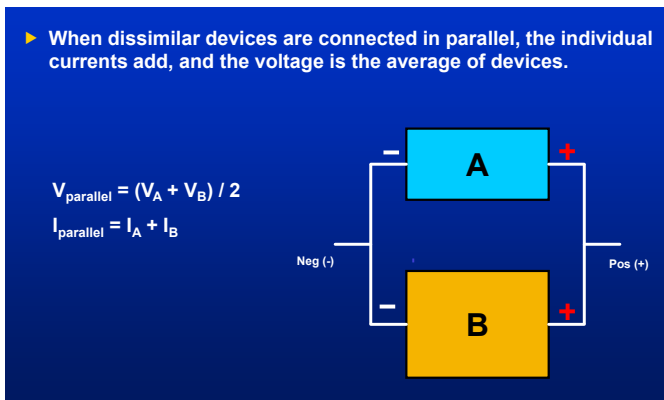 When dissimilar devices are connected in parallel, the individual
currents add, and the voltage is the average of devices.
− A +
V_parallel = (V_A + V_B) / 2
I_parallel = I_A + I_B
Neg (-)
Pos (+)
− B +